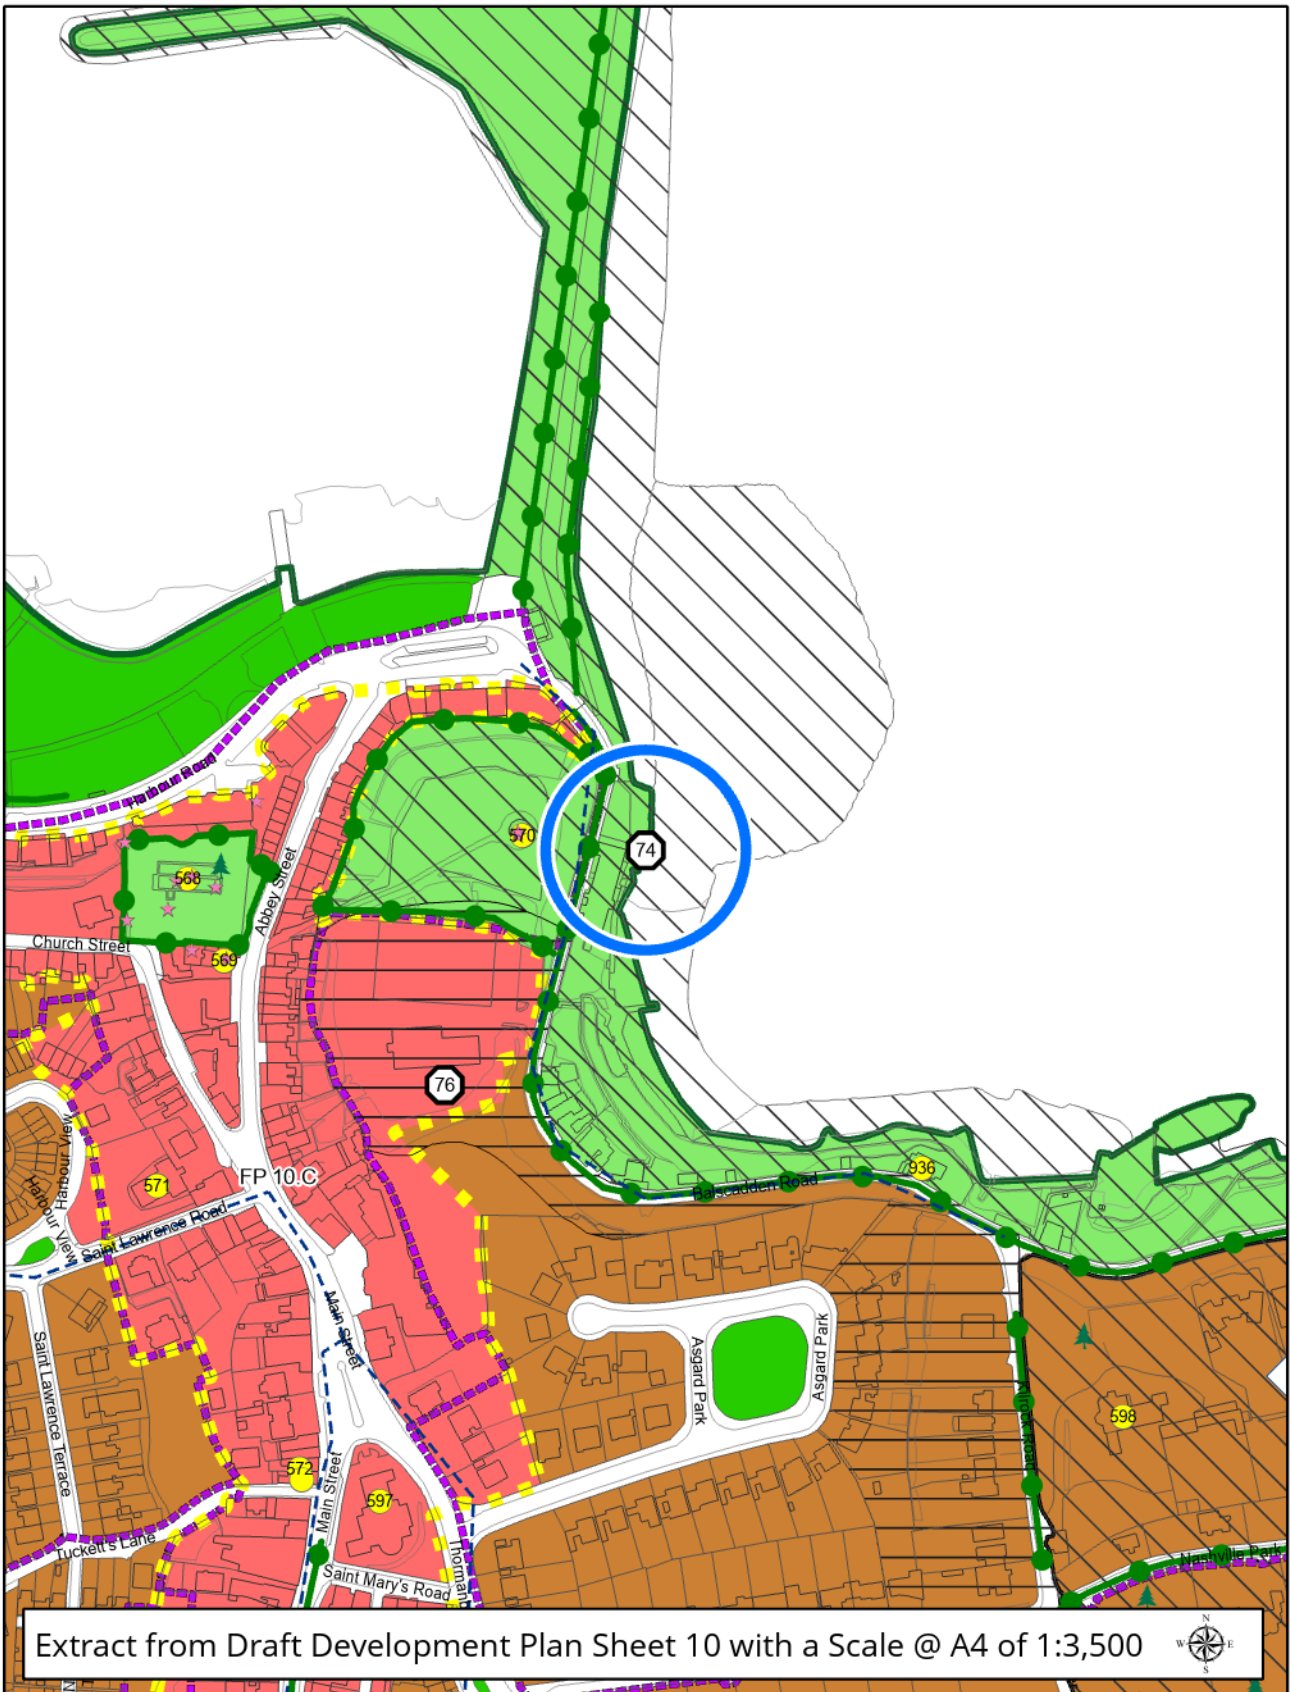 Harbour Road
570
74
568
Abbey Street
Church Street
569
76
Harbour View
Harbour View
FP 10.C
571
Saint Lawrence Road
936
Balscadden Road
Main Street
Saint Lawrence Terrace
Asgard Park
Asgard Park
Kilrock Road
598
572
Main Street
597
Tuckett's Lane
Thormanb
Saint Mary's Road
Nashville Park
N
W
E
S
Extract from Draft Development Plan Sheet 10 with a Scale @ A4 of 1:3,500